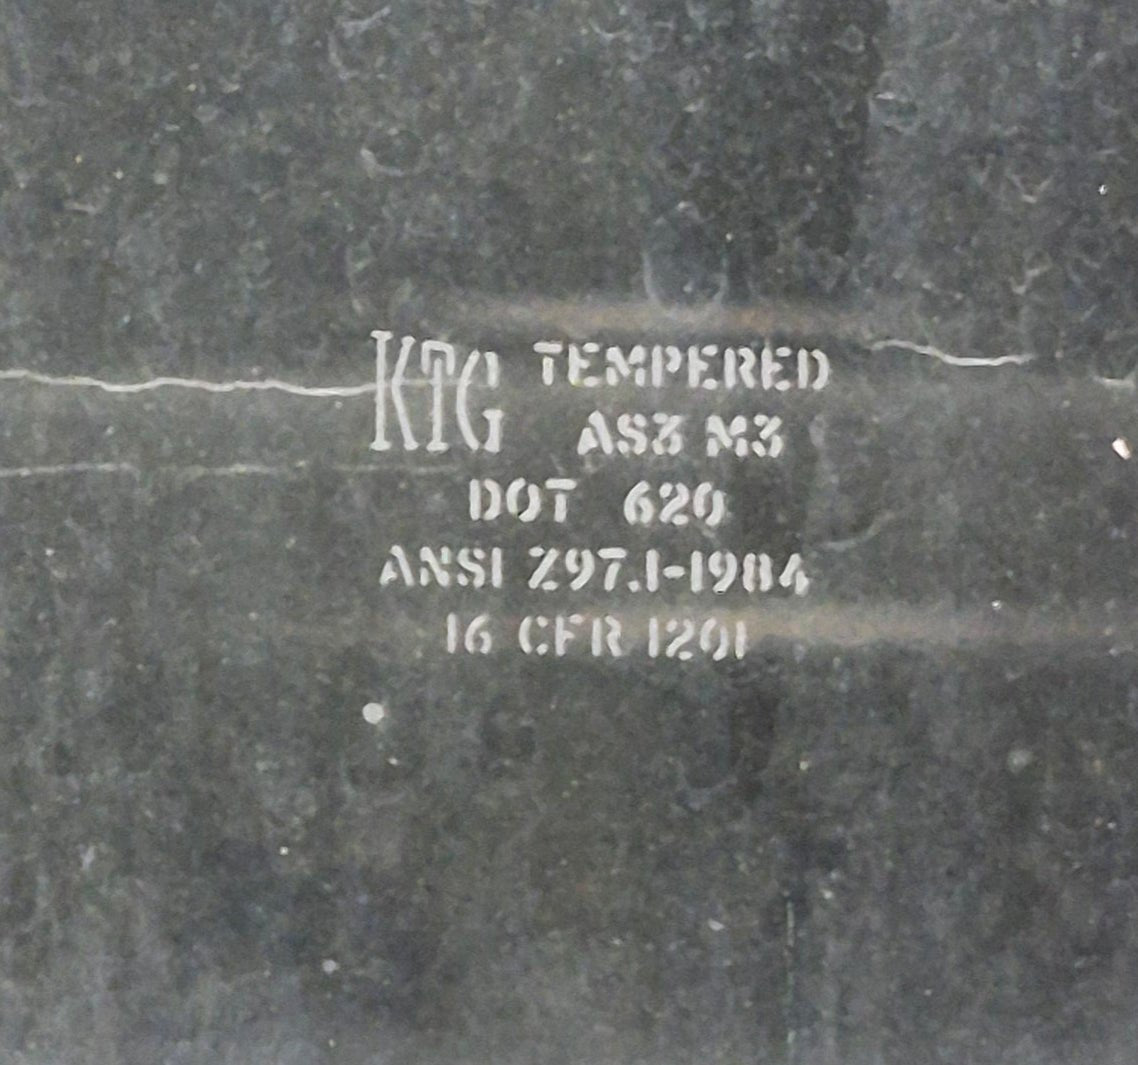 KTG TEMPERED
AS3 M3
DOT 620
ANSI Z97.1-1984
16 CFR 1201